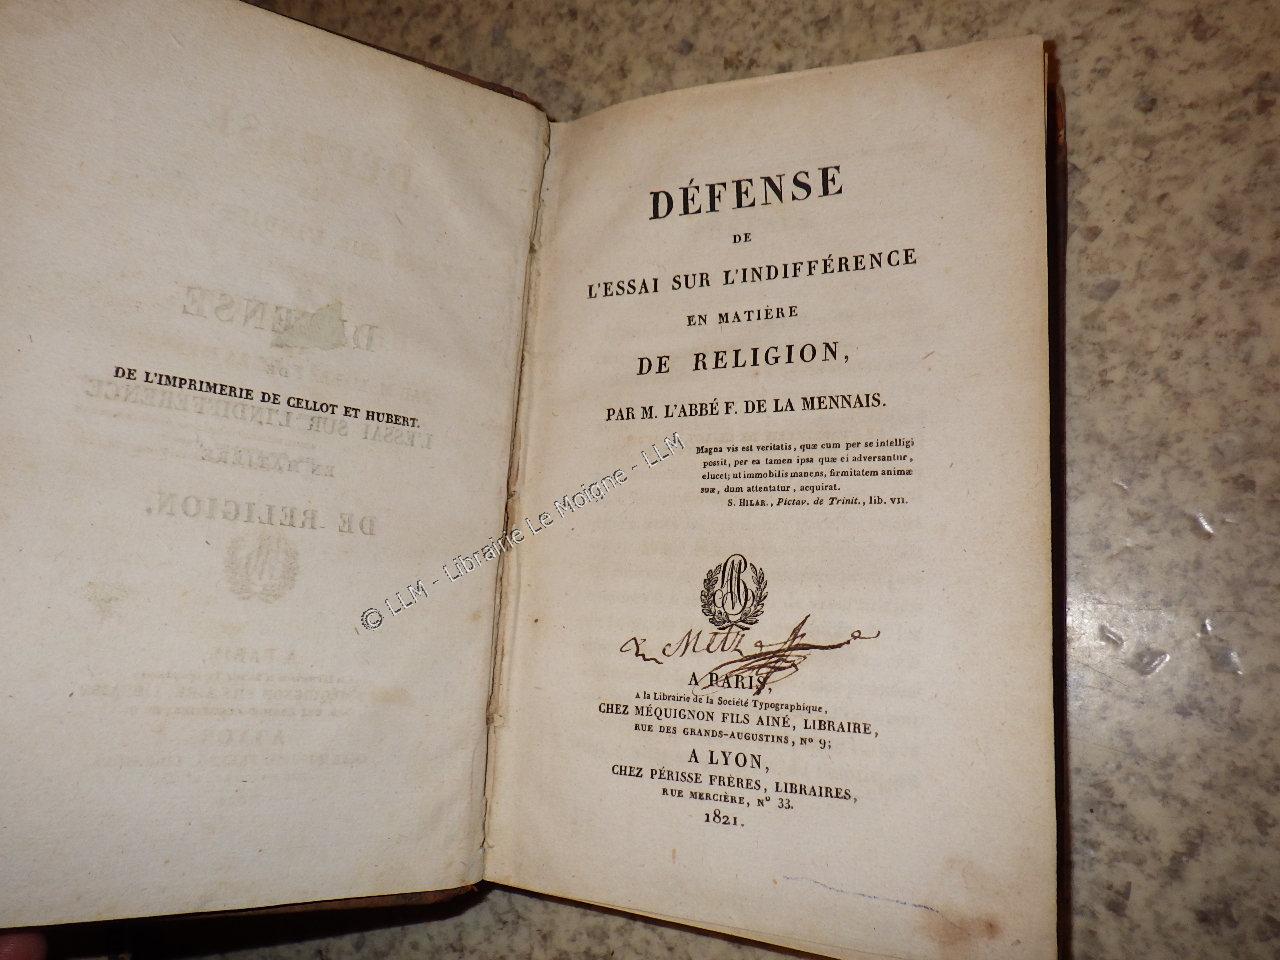 DE L'IMPRIMERIE DE CELLOT ET HUBERT.
DÉFENSE
DE
L'ESSAI SUR L'INDIFFÉRENCE
EN MATIÈRE
DE RELIGION,
PAR M. L'ABBÉ F. DE LA MENNAIS.
Magna vis est veritatis, quæ cum per se intelligi
possit, per ea tamen ipsa quæ ei adversantur,
elucet; ut immobilis manens, firmitatem animæ
suæ, dum attentatur, acquirat.
S. HILAR., Pictav. de Trinit., lib. VII.
Metz
A PARIS,
A la Librairie de la Société Typographique,
CHEZ MÉQUIGNON FILS AINÉ, LIBRAIRE,
RUE DES GRANDS-AUGUSTINS, Nº 9;
A LYON,
CHEZ PÉRISSE FRÈRES, LIBRAIRES,
RUE MERCIÈRE, Nº 33.
1821.
© LLM - Librairie Le Moigne - LLM